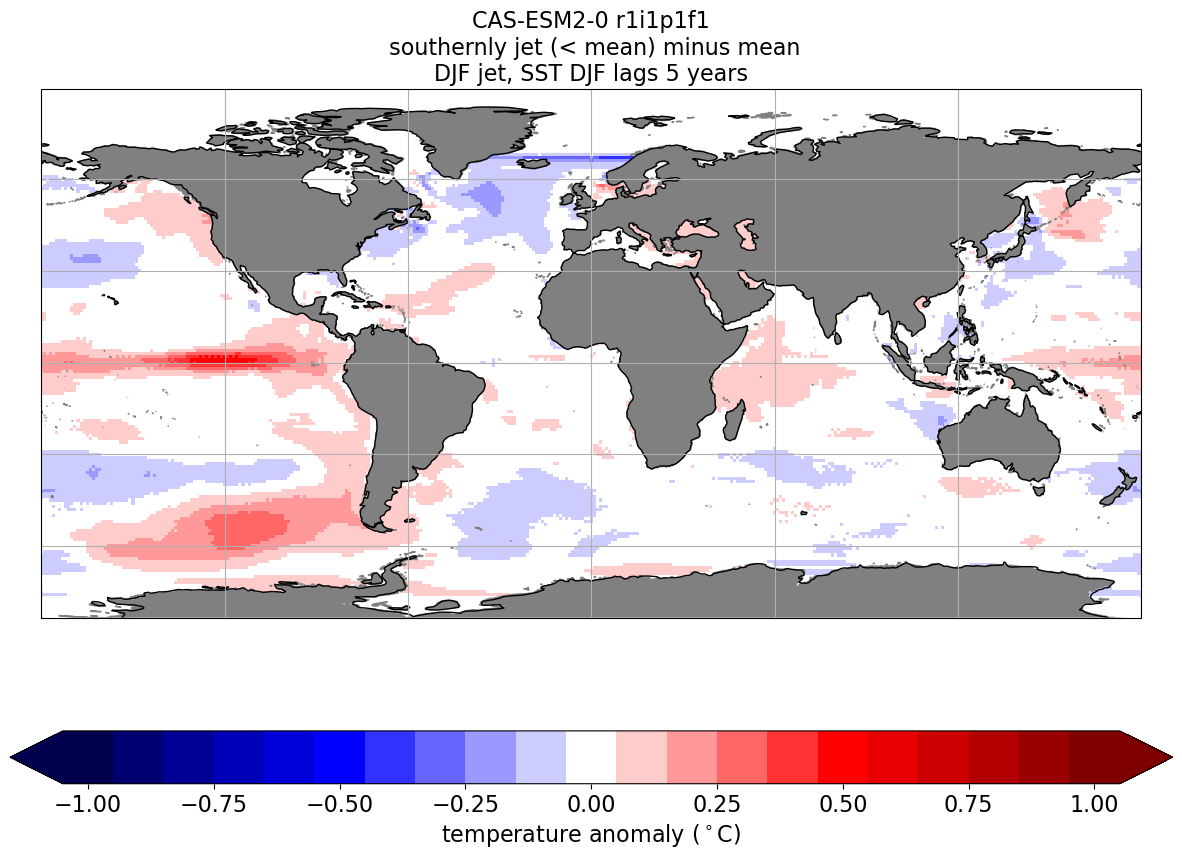 CAS-ESM2-0 r1i1p1f1
southernly jet (< mean) minus mean
DJF jet, SST DJF lags 5 years
−1.00 −0.75 −0.50 −0.25 0.00 0.25 0.50 0.75 1.00
temperature anomaly (°C)